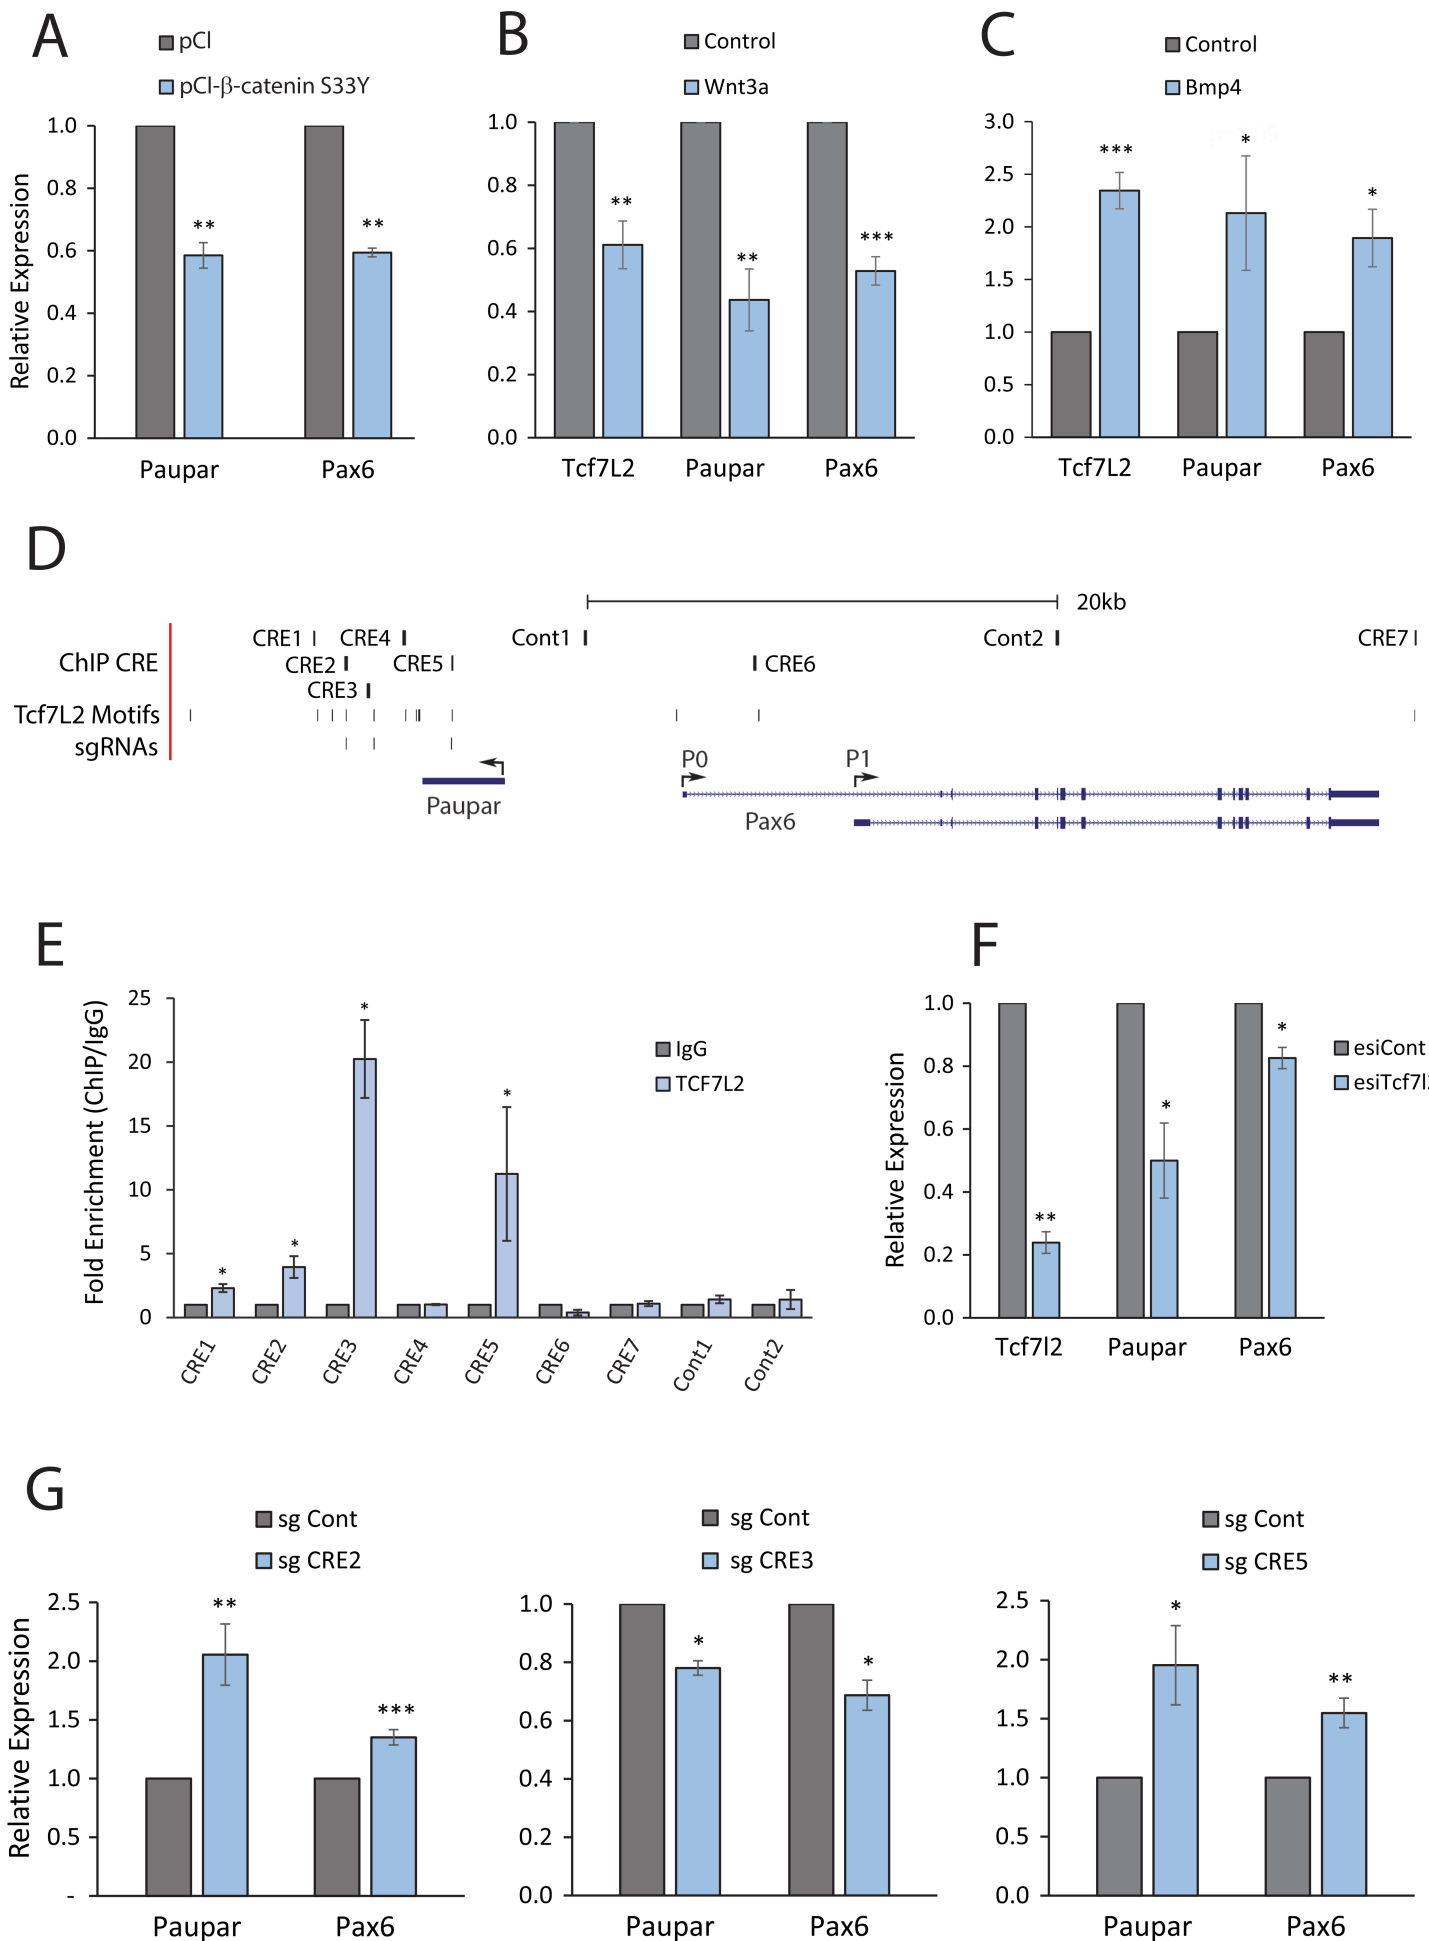 A
pCl
pCl-β-catenin S33Y
Relative Expression
1.0
0.8
0.6
0.4
0.2
0.0
**
**
Paupar
Pax6
B
Control
Wnt3a
1.0
0.8
0.6
0.4
0.2
0.0
**
**
***
Tcf7L2
Paupar
Pax6
C
Control
Bmp4
3.0
2.5
2.0
1.5
1.0
0.5
0.0
***
*
*
Tcf7L2
Paupar
Pax6
D
20kb
CRE1
CRE4
Cont1
Cont2
CRE7
ChIP CRE
CRE2
CRE5
CRE6
CRE3
Tcf7L2 Motifs
sgRNAs
P0
P1
Paupar
Pax6
E
Fold Enrichment (ChIP/IgG)
25
20
15
10
5
0
*
*
*
*
IgG
TCF7L2
CRE1
CRE2
CRE3
CRE4
CRE5
CRE6
CRE7
Cont1
Cont2
F
Relative Expression
1.0
0.8
0.6
0.4
0.2
0.0
**
*
*
esiCont
esiTcf7l2
Tcf7l2
Paupar
Pax6
G
sg Cont
sg CRE2
Relative Expression
2.5
2.0
1.5
1.0
0.5
-
**
***
Paupar
Pax6
sg Cont
sg CRE3
1.0
0.8
0.6
0.4
0.2
0.0
*
*
Paupar
Pax6
sg Cont
sg CRE5
2.5
2.0
1.5
1.0
0.5
0.0
*
**
Paupar
Pax6